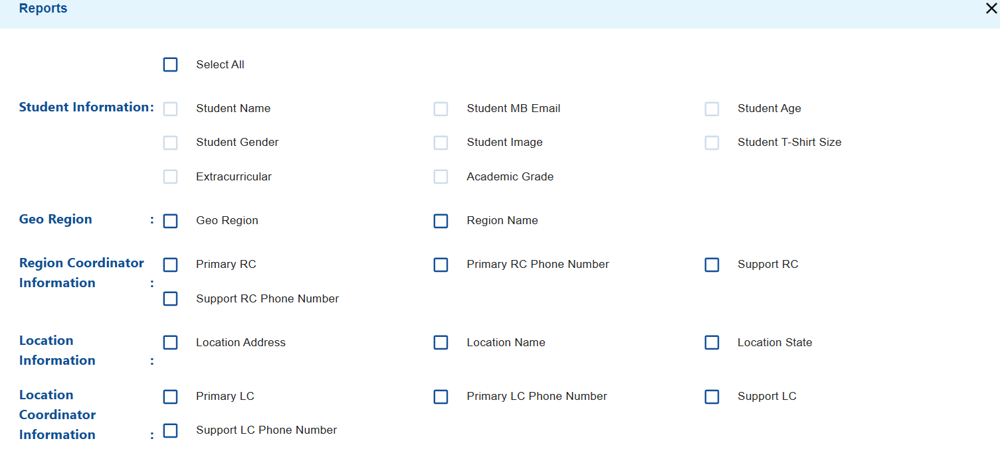 Reports
Select All
Student Information: Student Name Student MB Email Student Age
Student Gender Student Image Student T-Shirt Size
Extracurricular Academic Grade
Geo Region : Geo Region Region Name
Region Coordinator Primary RC Primary RC Phone Number Support RC
Information :
Support RC Phone Number
Location Location Address Location Name Location State
Information :
Location Primary LC Primary LC Phone Number Support LC
Coordinator
Information : Support LC Phone Number